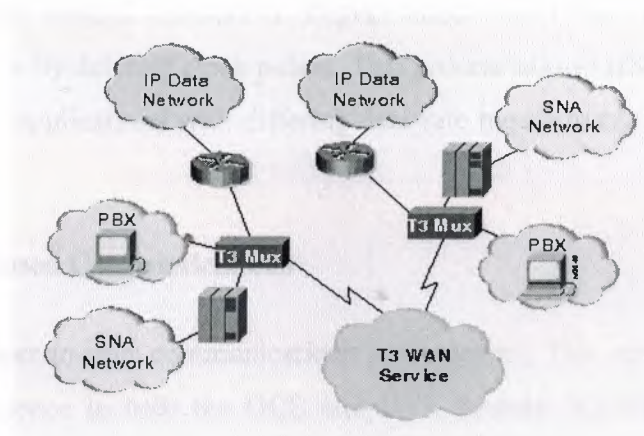 IP Data
Network
IP Data
Network
SNA
Network
PBX
T3 Mux
T3 Mux
PBX
SNA
Network
T3 WAN
Service